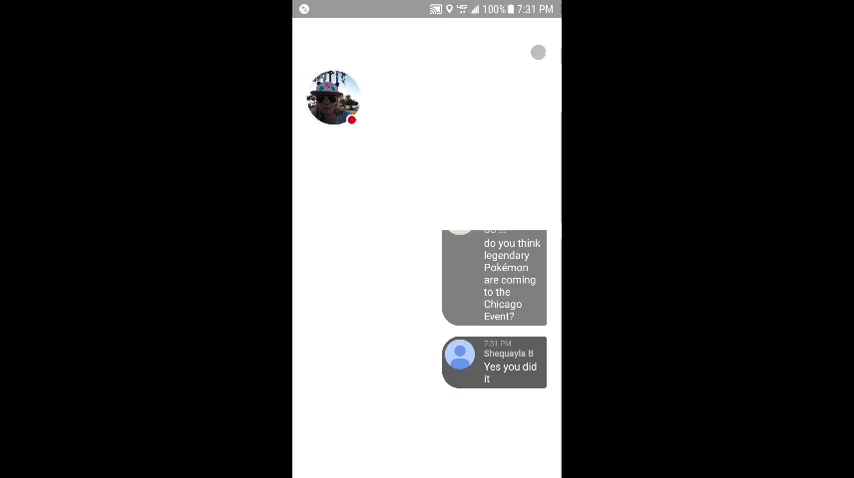 100% 7:31 PM
do you think
legendary
Pokémon
are coming
to the
Chicago
Event?
7:31 PM
Shequayla B
Yes you did
it